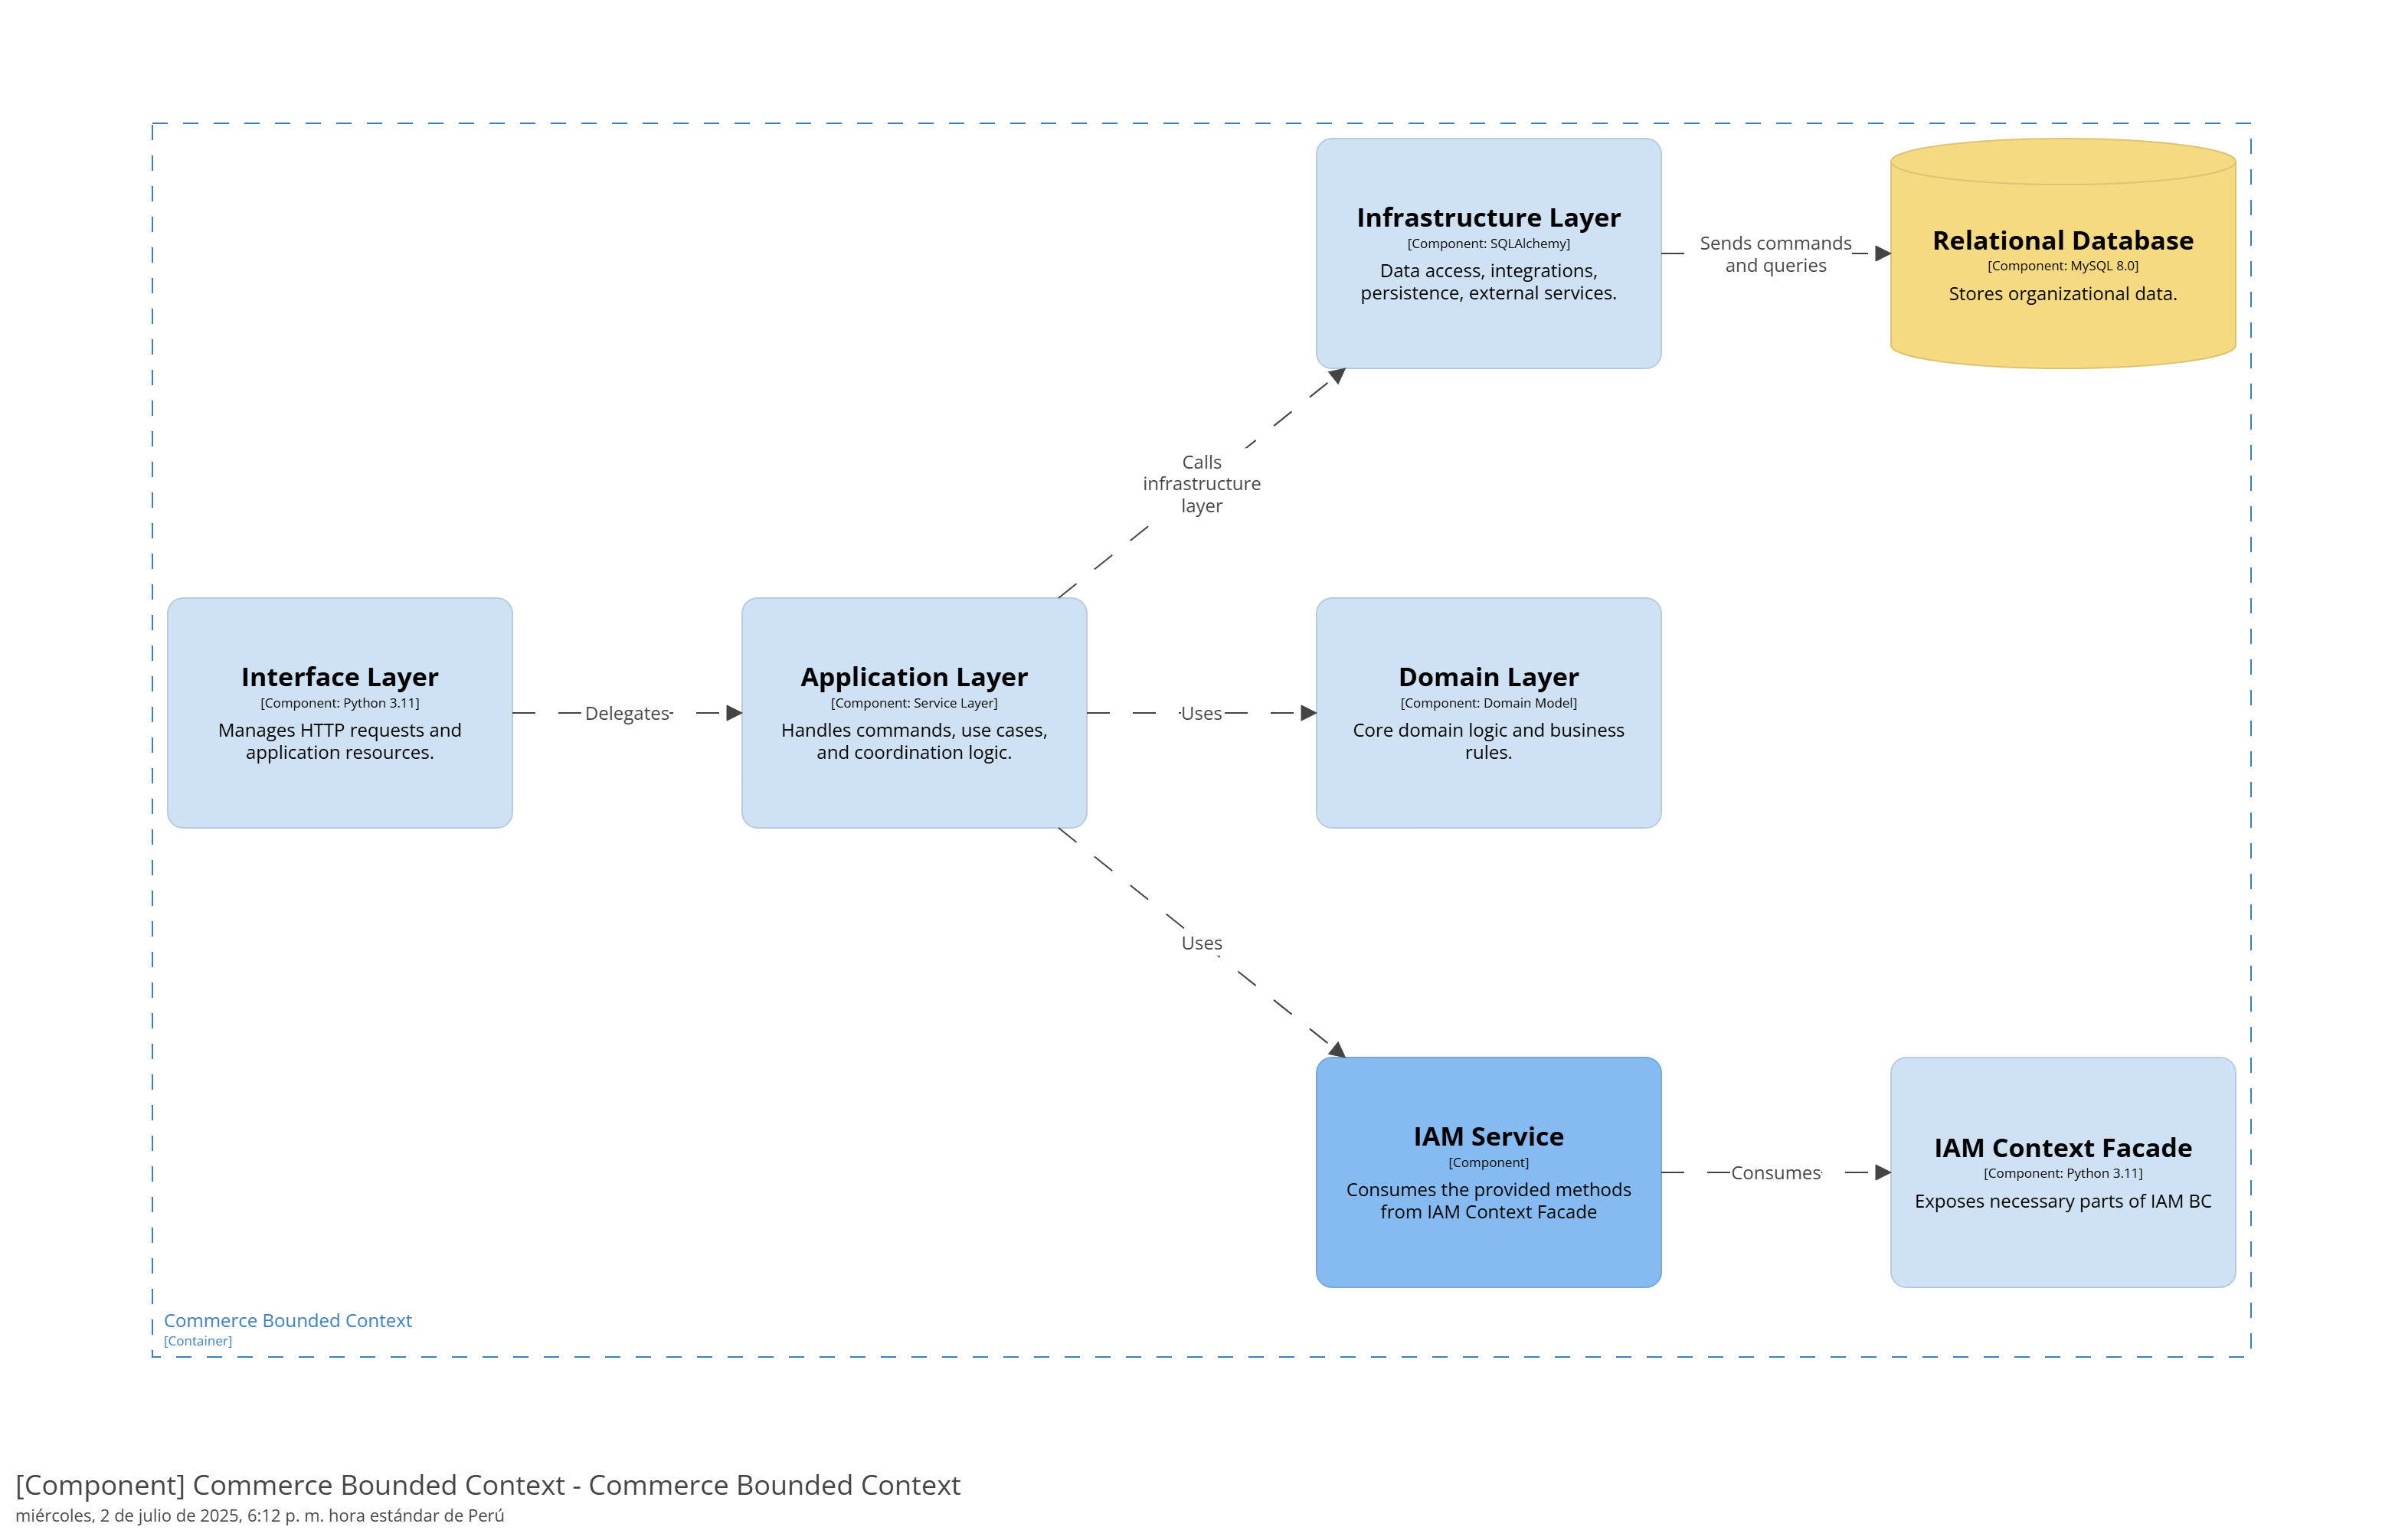 Infrastructure Layer
[Component: SQLAlchemy]
Data access, integrations,
persistence, external services.
Sends commands
and queries
Relational Database
[Component: MySQL 8.0]
Stores organizational data.
Calls
infrastructure
layer
Interface Layer
[Component: Python 3.11]
Manages HTTP requests and
application resources.
Delegates
Application Layer
[Component: Service Layer]
Handles commands, use cases,
and coordination logic.
Uses
Domain Layer
[Component: Domain Model]
Core domain logic and business
rules.
Uses
IAM Service
[Component]
Consumes the provided methods
from IAM Context Facade
Consumes
IAM Context Facade
[Component: Python 3.11]
Exposes necessary parts of IAM BC
Commerce Bounded Context
[Container]
[Component] Commerce Bounded Context - Commerce Bounded Context
miércoles, 2 de julio de 2025, 6:12 p. m. hora estándar de Perú